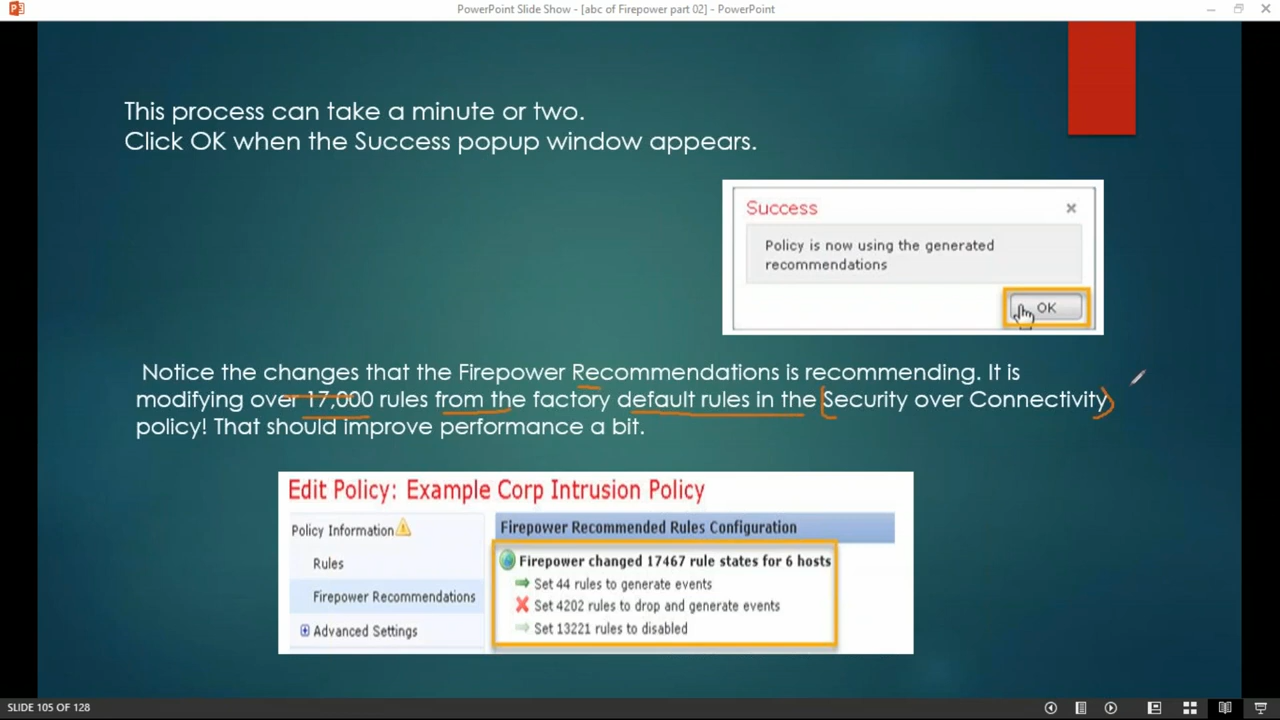 PowerPoint Slide Show - [abc of Firepower part 02] - PowerPoint
This process can take a minute or two.
Click OK when the Success popup window appears.
Success
Policy is now using the generated
recommendations
OK
Notice the changes that the Firepower Recommendations is recommending. It is
modifying over 17,000 rules from the factory default rules in the Security over Connectivity
policy! That should improve performance a bit.
Edit Policy: Example Corp Intrusion Policy
Policy Information
Rules
Firepower Recommendations
Advanced Settings
Firepower Recommended Rules Configuration
Firepower changed 17467 rule states for 6 hosts
Set 44 rules to generate events
Set 4202 rules to drop and generate events
Set 13221 rules to disabled
SLIDE 105 OF 128